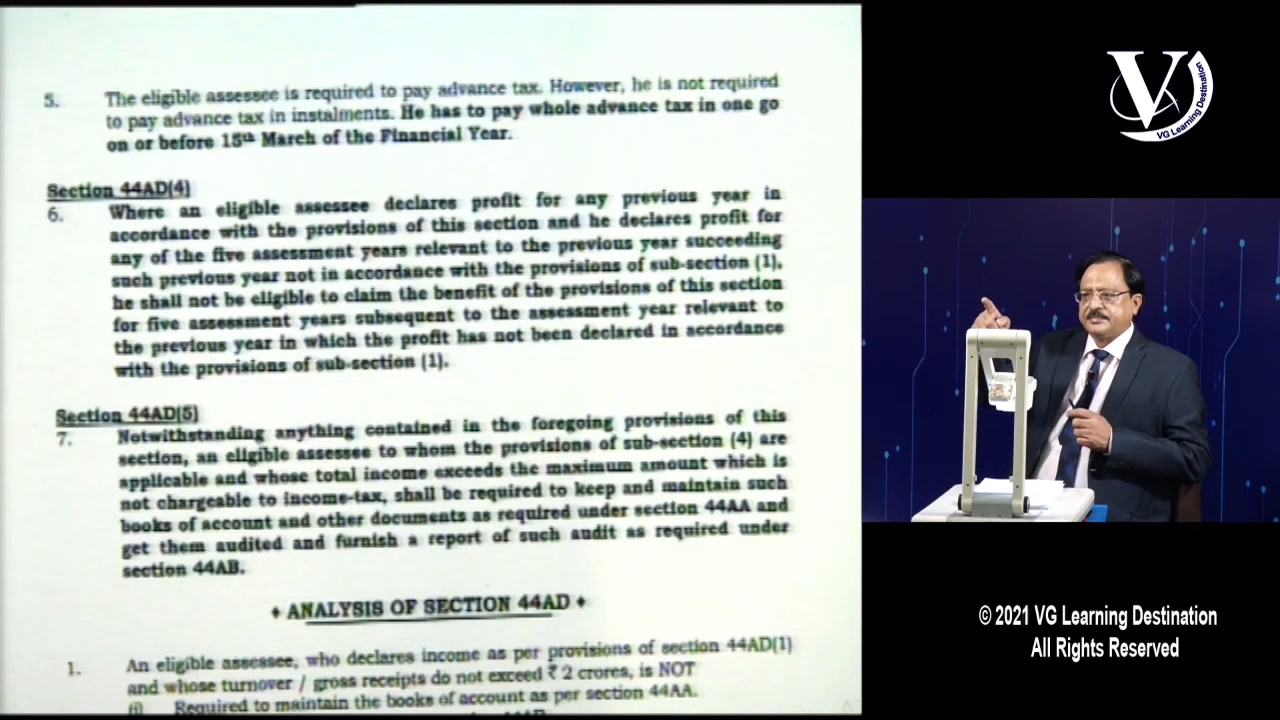 5. The eligible assessee is required to pay advance tax. However, he is not required
to pay advance tax in instalments. He has to pay whole advance tax in one go
on or before 15th March of the Financial Year.
Section 44AD(4)
6. Where an eligible assessee declares profit for any previous year in
accordance with the provisions of this section and he declares profit for
any of the five assessment years relevant to the previous year succeeding
such previous year not in accordance with the provisions of sub-section (1),
he shall not be eligible to claim the benefit of the provisions of this section
for five assessment years subsequent to the assessment year relevant to
the previous year in which the profit has not been declared in accordance
with the provisions of sub-section (1).
Section 44AD(5)
7. Notwithstanding anything contained in the foregoing provisions of this
section, an eligible assessee to whom the provisions of sub-section (4) are
applicable and whose total income exceeds the maximum amount which is
not chargeable to income-tax, shall be required to keep and maintain such
books of account and other documents as required under section 44AA and
get them audited and furnish a report of such audit as required under
section 44AB.
♦ ANALYSIS OF SECTION 44AD ♦
1. An eligible assessee, who declares income as per provisions of section 44AD(1)
and whose turnover / gross receipts do not exceed ₹ 2 crores, is NOT
(i) Required to maintain the books of account as per section 44AA.
V
VG Learning Destination
© 2021 VG Learning Destination
All Rights Reserved